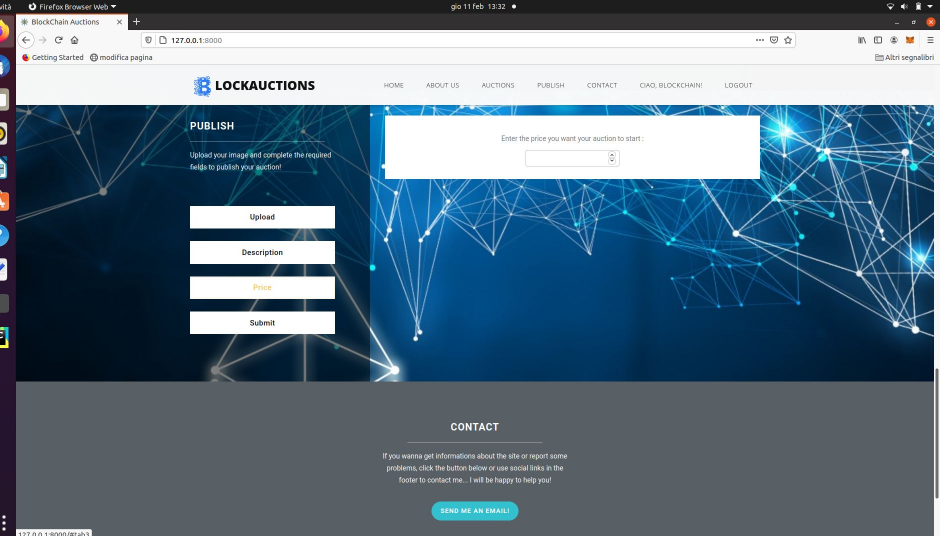 vità
Firefox Browser Web
gio 11 feb 13:32
BlockChain Auctions
127.0.0.1:8000
Getting Started
modifica pagina
Altri segnalibri
BLOCKAUCTIONS
HOME
ABOUT US
AUCTIONS
PUBLISH
CONTACT
CIAO, BLOCKCHAIN!
LOGOUT
PUBLISH
Upload your image and complete the required
fields to publish your auction!
Upload
Description
Price
Submit
Enter the price you want your auction to start :
CONTACT
If you wanna get informations about the site or report some
problems, click the button below or use social links in the
footer to contact me... I will be happy to help you!
SEND ME AN EMAIL!
127.0.0.1:8000/#tab3